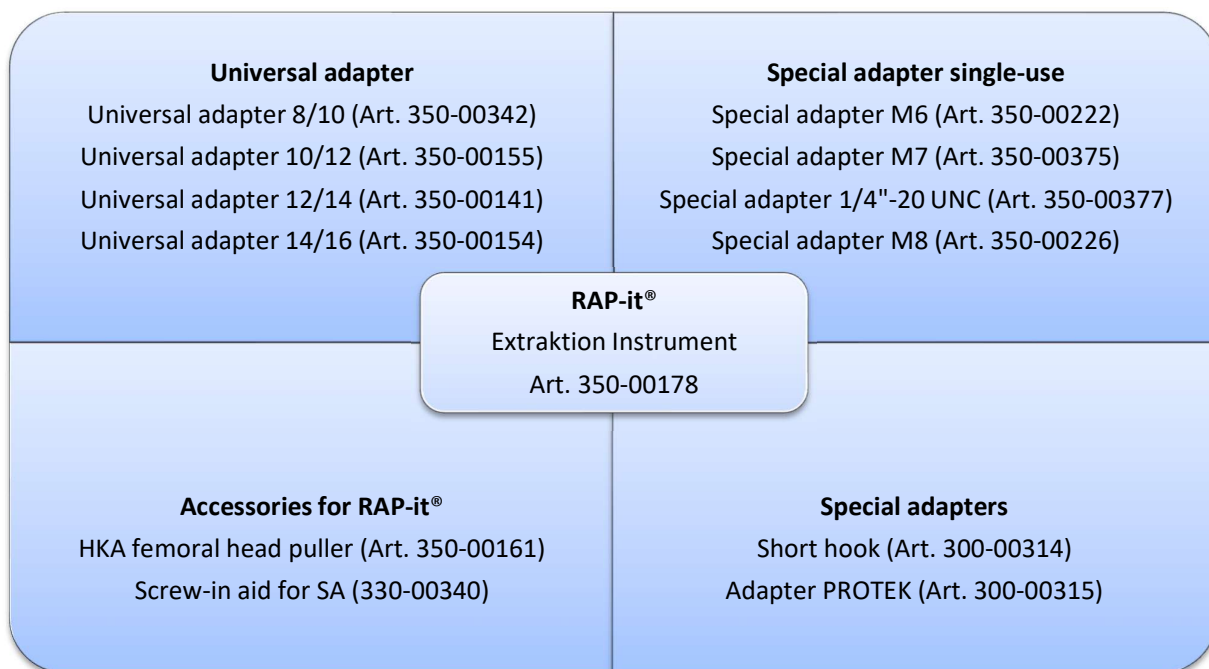 Universal adapter
Universal adapter 8/10 (Art. 350-00342)
Universal adapter 10/12 (Art. 350-00155)
Universal adapter 12/14 (Art. 350-00141)
Universal adapter 14/16 (Art. 350-00154)
Special adapter single-use
Special adapter M6 (Art. 350-00222)
Special adapter M7 (Art. 350-00375)
Special adapter 1/4"-20 UNC (Art. 350-00377)
Special adapter M8 (Art. 350-00226)
RAP-it®
Extraktion Instrument
Art. 350-00178
Accessories for RAP-it®
HKA femoral head puller (Art. 350-00161)
Screw-in aid for SA (330-00340)
Special adapters
Short hook (Art. 300-00314)
Adapter PROTEK (Art. 300-00315)